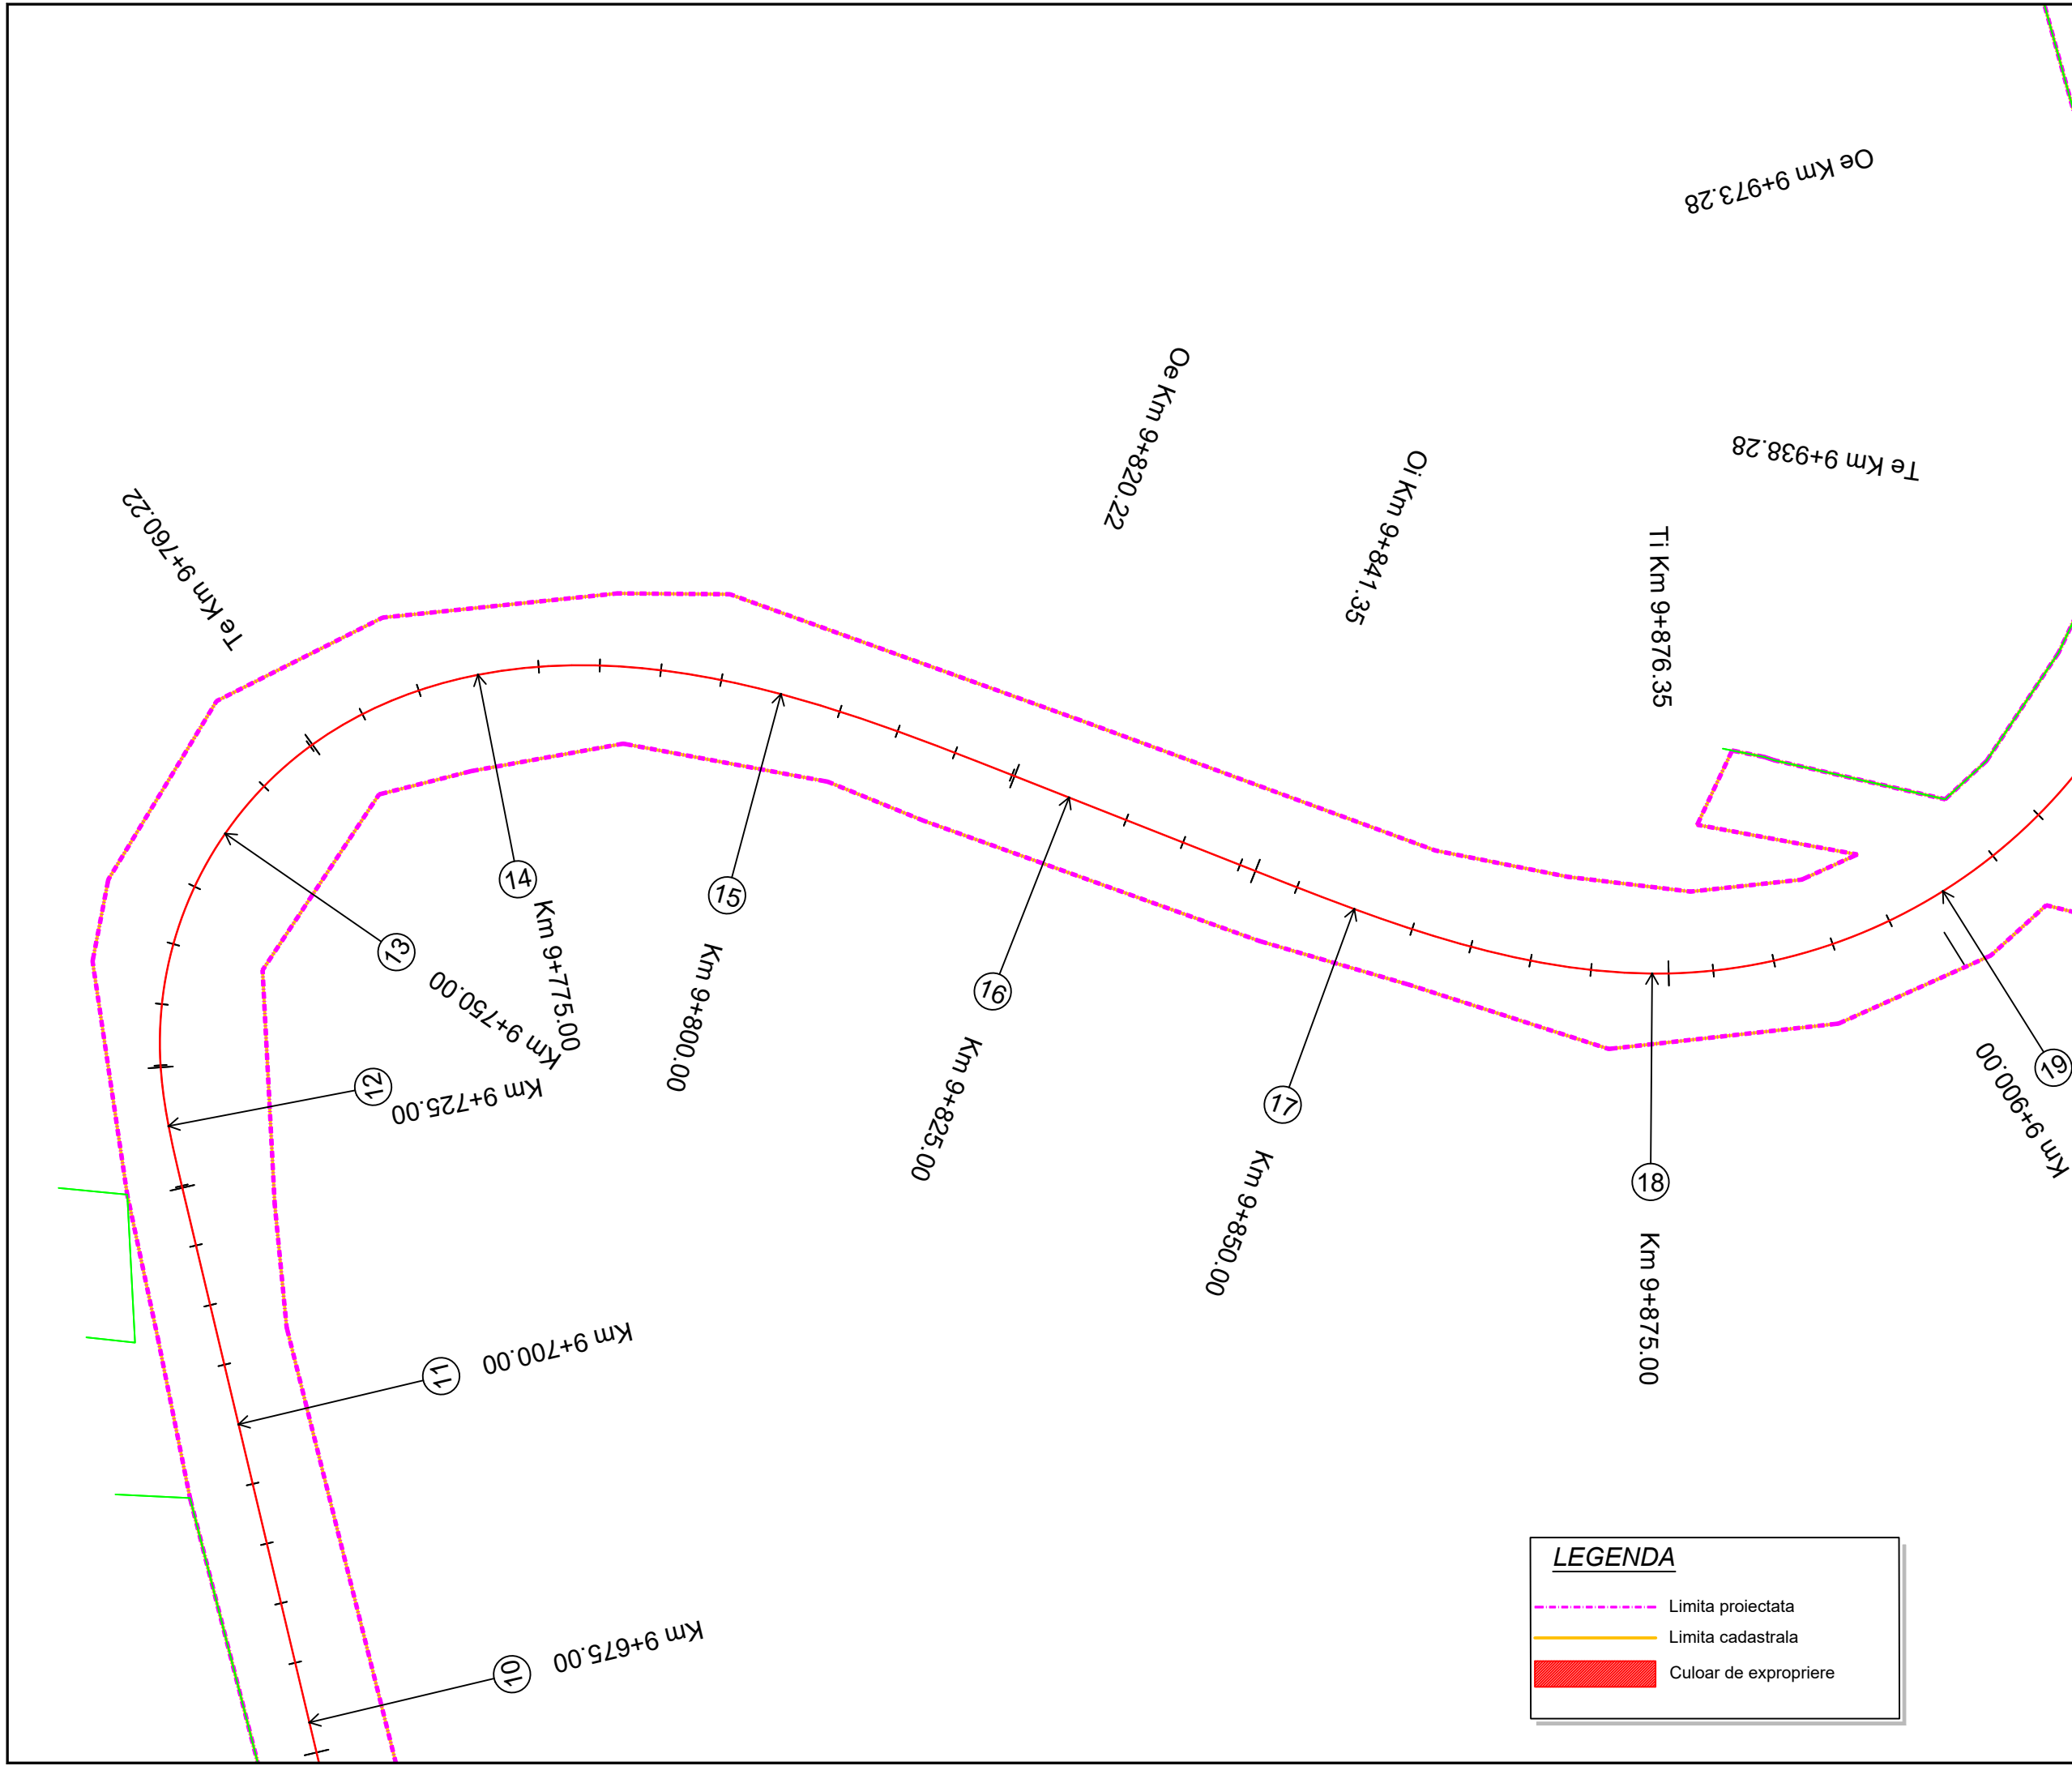 Oe Km 9+973.28
Oe Km 9+820.22
Te Km 9+938.28
Oi Km 9+841.35
Te Km 9+760.22
Ti Km 9+876.35
14
Km 9+775.00
15
Km 9+800.00
13
Km 9+750.00
16
Km 9+825.00
12
Km 9+725.00
17
Km 9+850.00
19
Km 9+900.00
18
Km 9+875.00
11
Km 9+700.00
10
Km 9+675.00
LEGENDA
Limita proiectata
Limita cadastrala
Culoar de expropriere